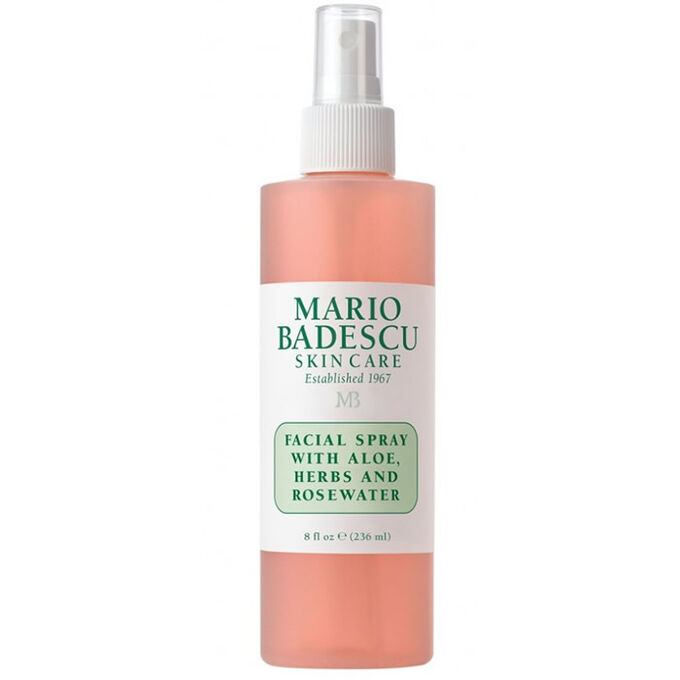 MARIO
BADESCU
SKIN CARE
Established 1967
MB
FACIAL SPRAY
WITH ALOE,
HERBS AND
ROSEWATER
8 fl oz ℮ (236 ml)